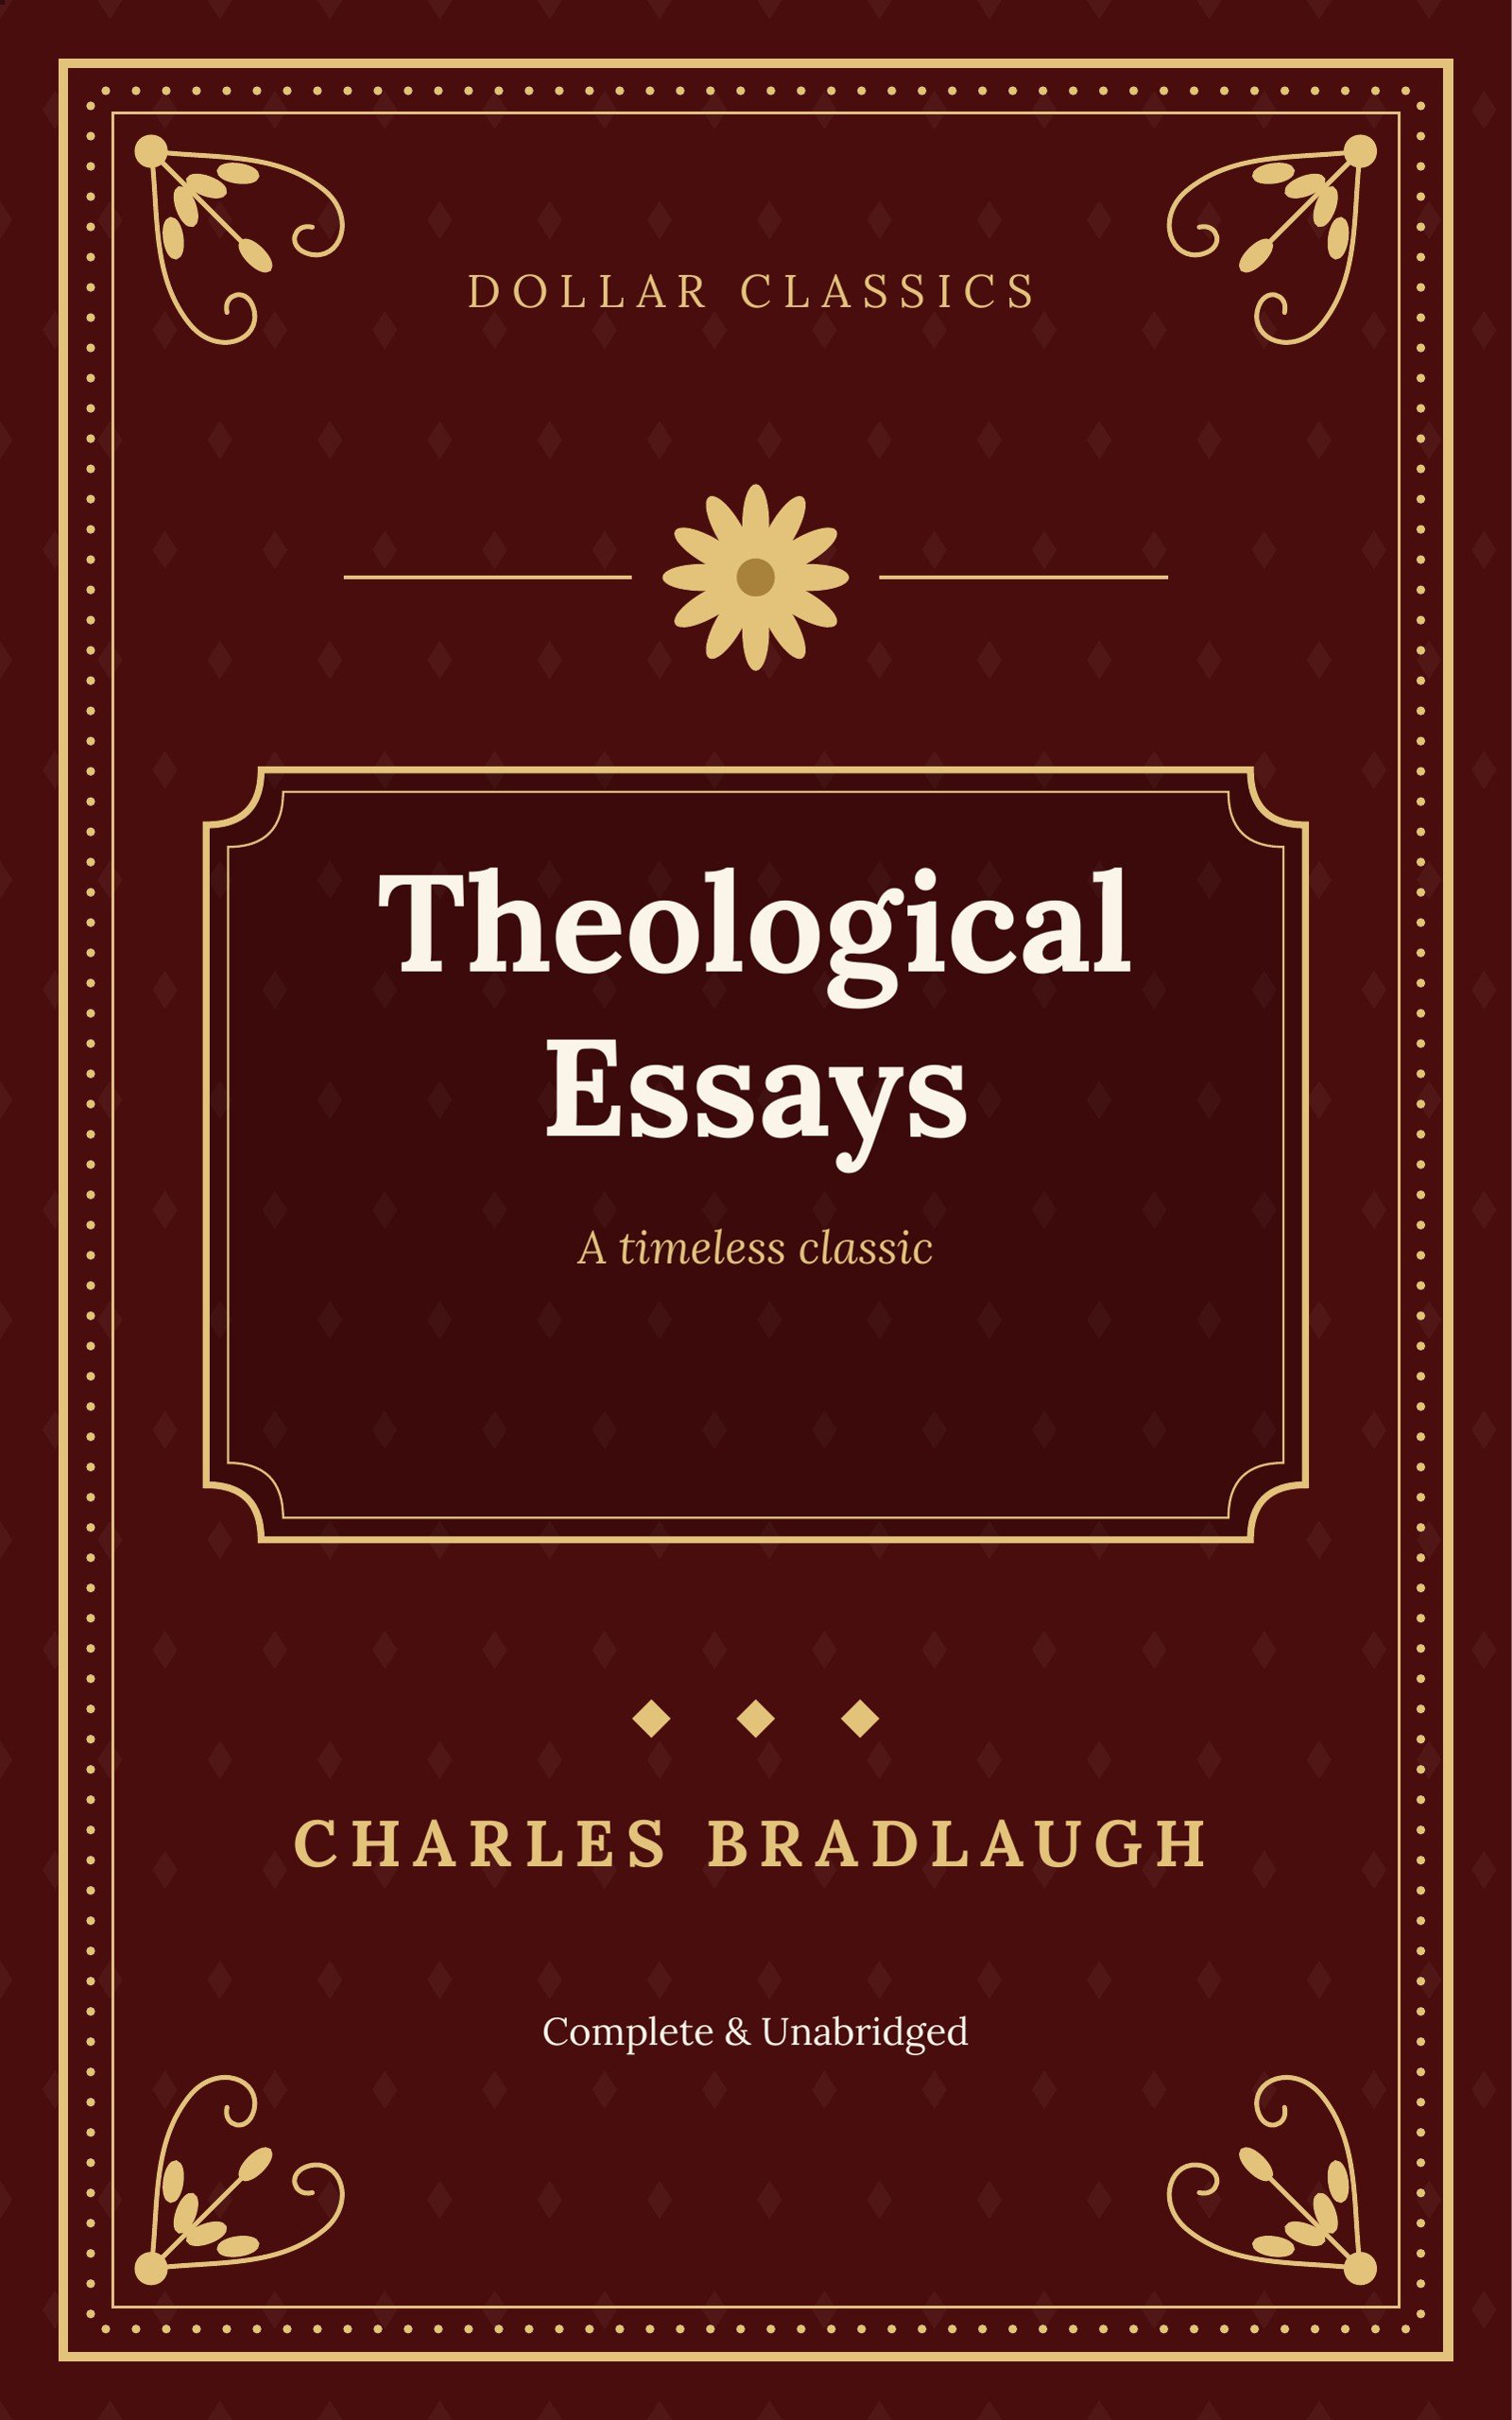 DOLLAR CLASSICS
Theological
Essays
A timeless classic
CHARLES BRADLAUGH
Complete & Unabridged